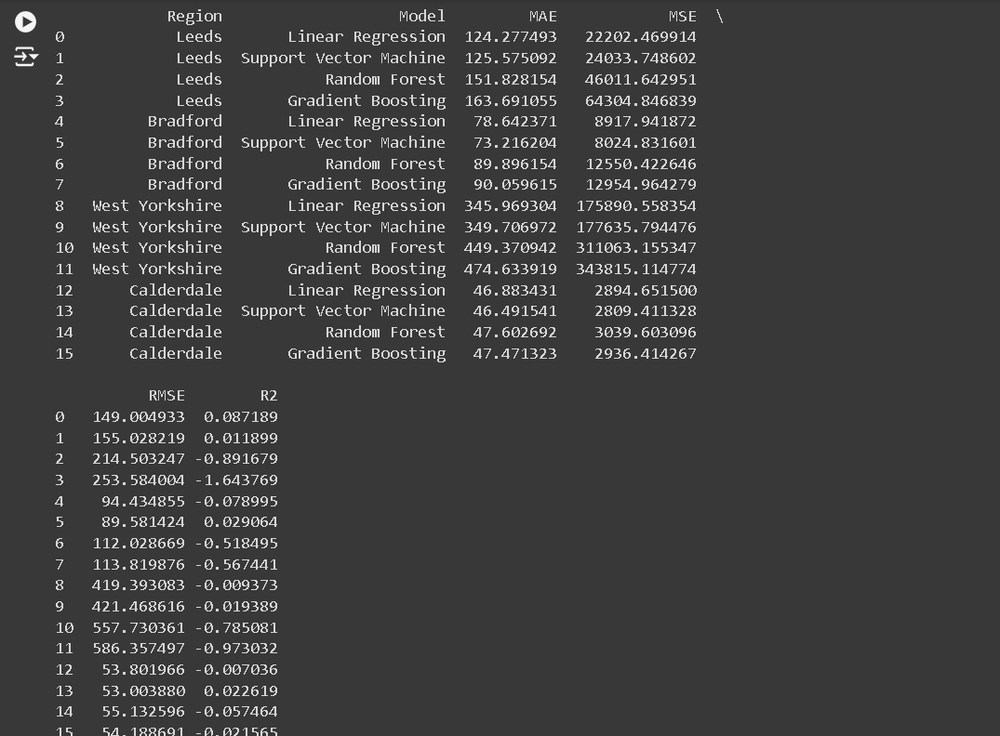 Region Model MAE MSE \
0 Leeds Linear Regression 124.277493 22202.469914
1 Leeds Support Vector Machine 125.575092 24033.748602
2 Leeds Random Forest 151.828154 46011.642951
3 Leeds Gradient Boosting 163.691055 64304.846839
4 Bradford Linear Regression 78.642371 8917.941872
5 Bradford Support Vector Machine 73.216204 8024.831601
6 Bradford Random Forest 89.896154 12550.422646
7 Bradford Gradient Boosting 90.059615 12954.964279
8 West Yorkshire Linear Regression 345.969304 175890.558354
9 West Yorkshire Support Vector Machine 349.706972 177635.794476
10 West Yorkshire Random Forest 449.370942 311063.155347
11 West Yorkshire Gradient Boosting 474.633919 343815.114774
12 Calderdale Linear Regression 46.883431 2894.651500
13 Calderdale Support Vector Machine 46.491541 2809.411328
14 Calderdale Random Forest 47.602692 3039.603096
15 Calderdale Gradient Boosting 47.471323 2936.414267
RMSE R2
0 149.004933 0.087189
1 155.028219 0.011899
2 214.503247 -0.891679
3 253.584004 -1.643769
4 94.434855 -0.078995
5 89.581424 0.029064
6 112.028669 -0.518495
7 113.819876 -0.567441
8 419.393083 -0.009373
9 421.468616 -0.019389
10 557.730361 -0.785081
11 586.357497 -0.973032
12 53.801966 -0.007036
13 53.003880 0.022619
14 55.132596 -0.057464
15 54.188691 -0.021565